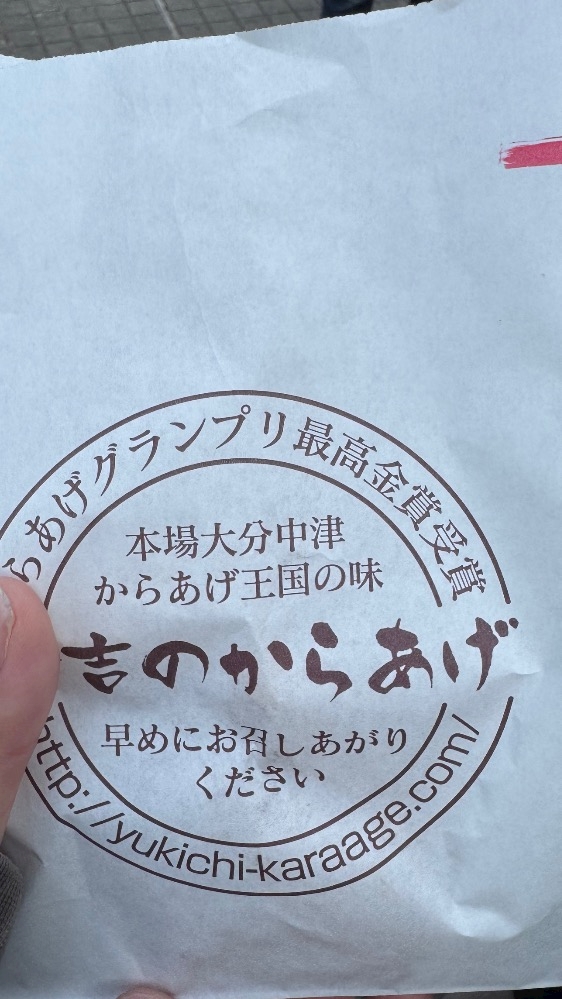 らあげグランプリ最高金賞受賞
本場大分中津
からあげ王国の味
吉のからあげ
早めにお召しあがり
ください
http://yukichi-karaage.com/